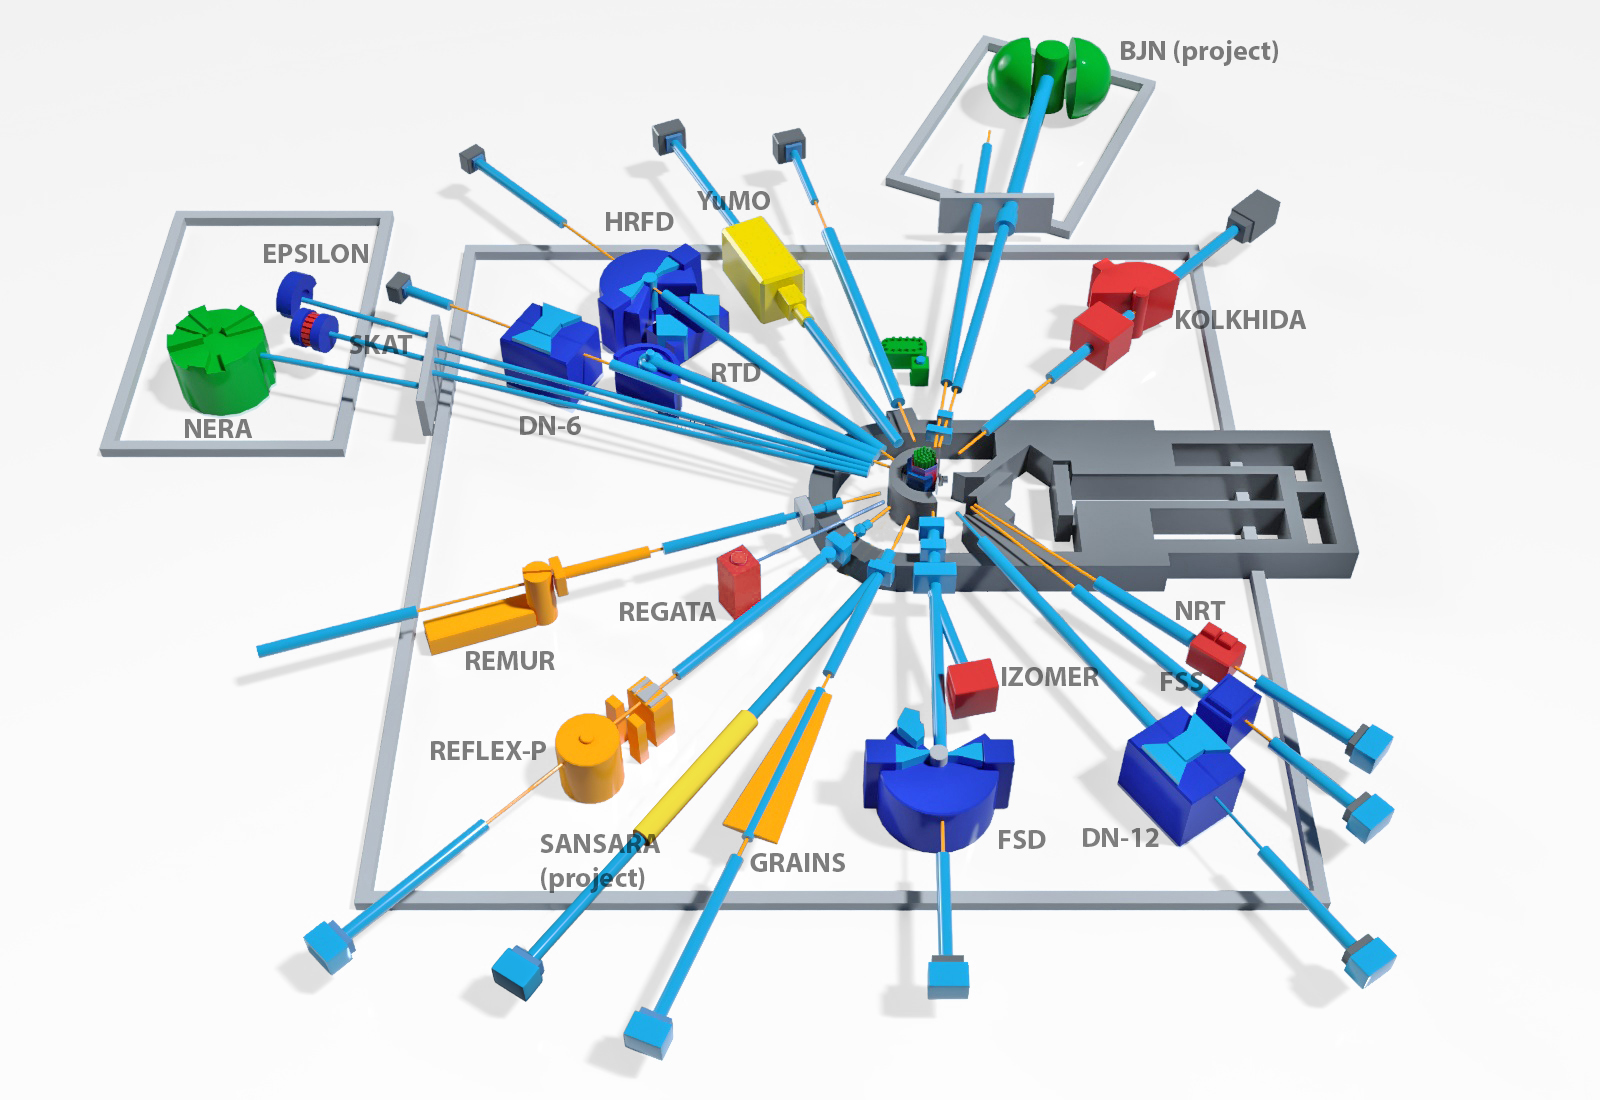 BJN (project)
YuMO
HRFD
EPSILON
KOLKHIDA
SKAT
RTD
NERA
DN-6
REGATA
NRT
REMUR
IZOMER
FSS
REFLEX-P
SANSARA
(project)
GRAINS
FSD
DN-12